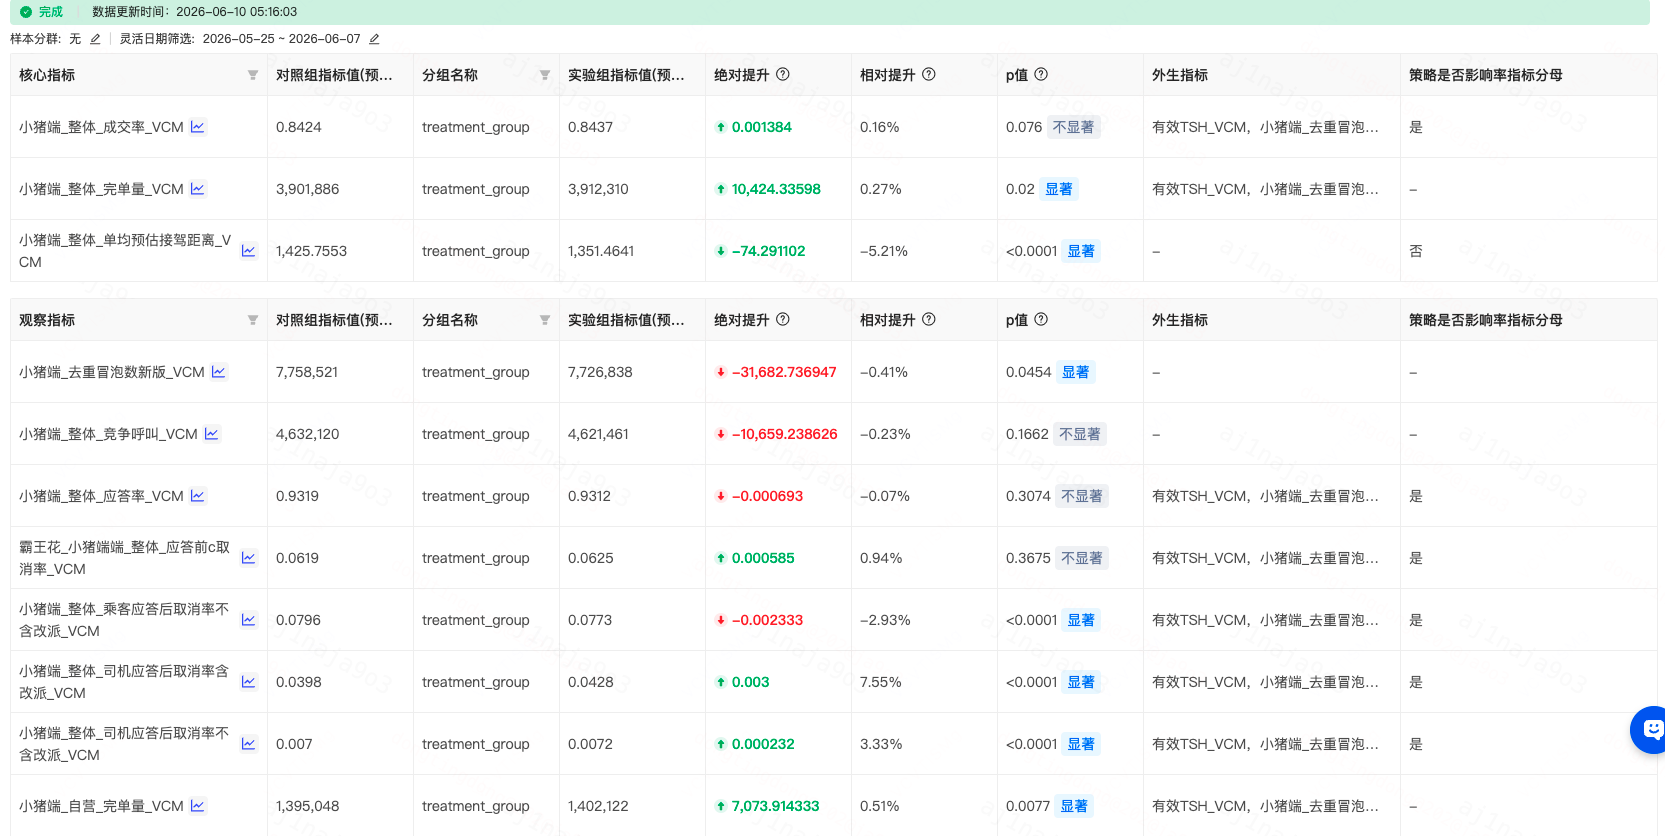 完成 数据更新时间：2026-06-10 05:16:03
样本分群: 无 灵活日期筛选: 2026-05-25 ~ 2026-06-07
核心指标 对照组指标值(预... 分组名称 实验组指标值(预... 绝对提升 相对提升 p值 外生指标 策略是否影响率指标分母
小猪端_整体_成交率_VCM 0.8424 treatment_group 0.8437 0.001384 0.16% 0.076 不显著 有效TSH_VCM，小猪端_去重冒泡... 是
小猪端_整体_完单量_VCM 3,901,886 treatment_group 3,912,310 10,424.33598 0.27% 0.02 显著 有效TSH_VCM，小猪端_去重冒泡... –
小猪端_整体_单均预估接驾距离_V
CM 1,425.7553 treatment_group 1,351.4641 –74.291102 –5.21% <0.0001 显著 – 否
观察指标 对照组指标值(预... 分组名称 实验组指标值(预... 绝对提升 相对提升 p值 外生指标 策略是否影响率指标分母
小猪端_去重冒泡数新版_VCM 7,758,521 treatment_group 7,726,838 –31,682.736947 –0.41% 0.0454 显著 – –
小猪端_整体_竞争呼叫_VCM 4,632,120 treatment_group 4,621,461 –10,659.238626 –0.23% 0.1662 不显著 – –
小猪端_整体_应答率_VCM 0.9319 treatment_group 0.9312 –0.000693 –0.07% 0.3074 不显著 有效TSH_VCM，小猪端_去重冒泡... 是
霸王花_小猪端端_整体_应答前c取
消率_VCM 0.0619 treatment_group 0.0625 0.000585 0.94% 0.3675 不显著 有效TSH_VCM，小猪端_去重冒泡... 是
小猪端_整体_乘客应答后取消率不
含改派_VCM 0.0796 treatment_group 0.0773 –0.002333 –2.93% <0.0001 显著 有效TSH_VCM，小猪端_去重冒泡... 是
小猪端_整体_司机应答后取消率含
改派_VCM 0.0398 treatment_group 0.0428 0.003 7.55% <0.0001 显著 有效TSH_VCM，小猪端_去重冒泡... 是
小猪端_整体_司机应答后取消率不
含改派_VCM 0.007 treatment_group 0.0072 0.000232 3.33% <0.0001 显著 有效TSH_VCM，小猪端_去重冒泡... 是
小猪端_自营_完单量_VCM 1,395,048 treatment_group 1,402,122 7,073.914333 0.51% 0.0077 显著 有效TSH_VCM，小猪端_去重冒泡... –